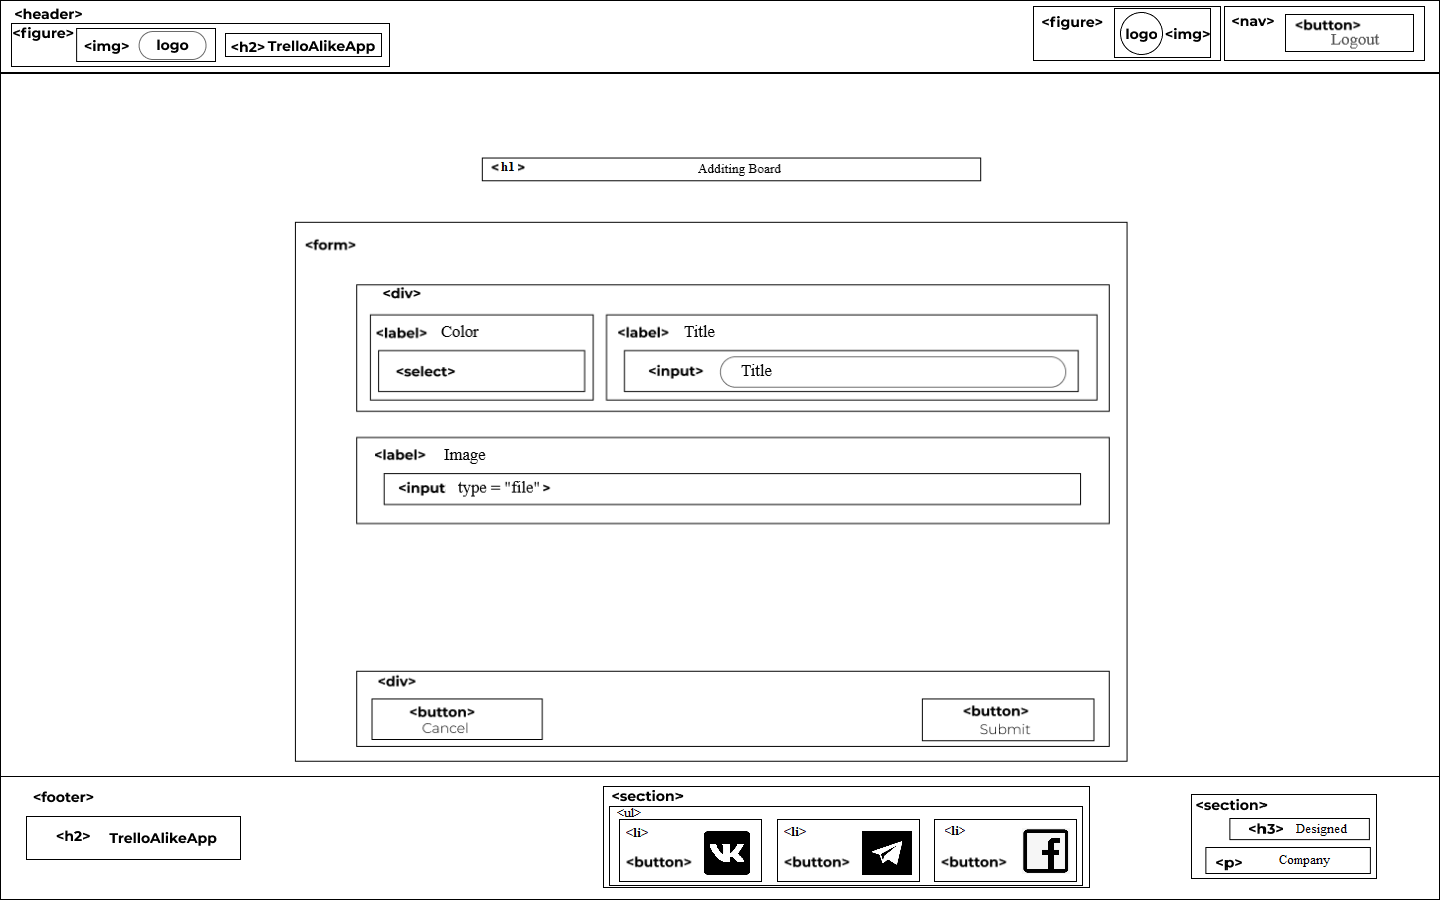 <header>
<figure>
<img> logo
<h2> TrelloAlikeApp
<figure>
logo <img>
<nav>
<button>
Logout
<h1> Additing Board
<form>
<div>
<label> Color
<select>
<label> Title
<input> Title
<label> Image
<input type = "file" >
<div>
<button>
Cancel
<button>
Submit
<footer>
<h2> TrelloAlikeApp
<section>
<ul>
<li>
<button>
<li>
<button>
<li>
<button>
<section>
<h3> Designed
<p> Company